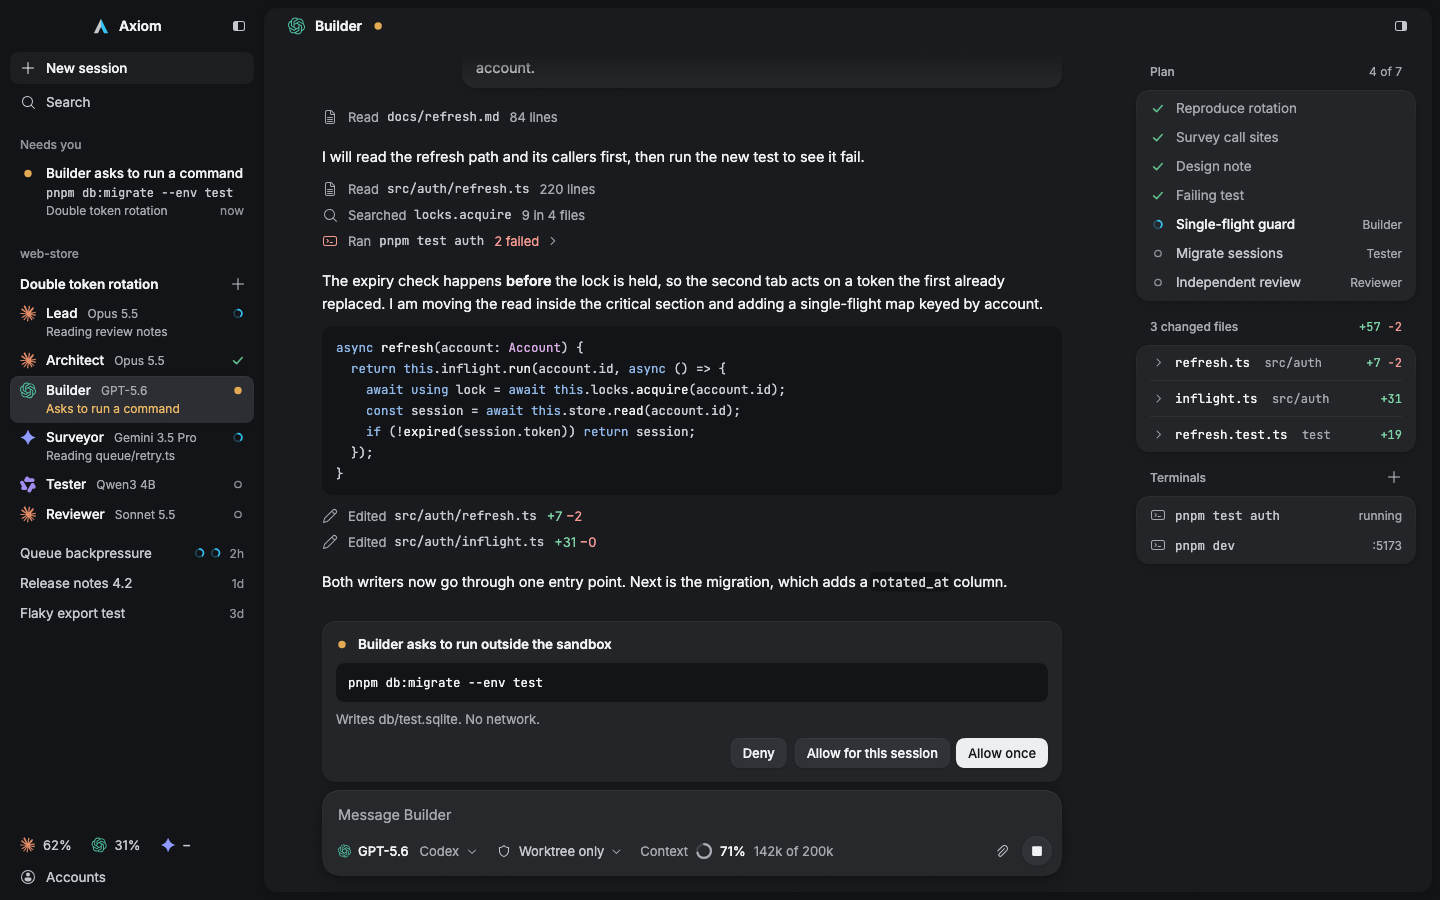 Axiom
New session
Search
Needs you
Builder asks to run a command
pnpm db:migrate --env test
Double token rotation now
web-store
Double token rotation
Lead Opus 5.5
Reading review notes
Architect Opus 5.5
Builder GPT-5.6
Asks to run a command
Surveyor Gemini 3.5 Pro
Reading queue/retry.ts
Tester Qwen3 4B
Reviewer Sonnet 5.5
Queue backpressure 2h
Release notes 4.2 1d
Flaky export test 3d
62% 31% –
Accounts
Builder
account.
Read docs/refresh.md 84 lines
I will read the refresh path and its callers first, then run the new test to see it fail.
Read src/auth/refresh.ts 220 lines
Searched locks.acquire 9 in 4 files
Ran pnpm test auth 2 failed
The expiry check happens before the lock is held, so the second tab acts on a token the first already
replaced. I am moving the read inside the critical section and adding a single-flight map keyed by account.
async refresh(account: Account) {
  return this.inflight.run(account.id, async () => {
    await using lock = await this.locks.acquire(account.id);
    const session = await this.store.read(account.id);
    if (!expired(session.token)) return session;
  });
}
Edited src/auth/refresh.ts +7 −2
Edited src/auth/inflight.ts +31 −0
Both writers now go through one entry point. Next is the migration, which adds a rotated_at column.
Builder asks to run outside the sandbox
pnpm db:migrate --env test
Writes db/test.sqlite. No network.
Deny Allow for this session Allow once
Message Builder
GPT-5.6 Codex Worktree only Context 71% 142k of 200k
Plan 4 of 7
Reproduce rotation
Survey call sites
Design note
Failing test
Single-flight guard Builder
Migrate sessions Tester
Independent review Reviewer
3 changed files +57 -2
refresh.ts src/auth +7 -2
inflight.ts src/auth +31
refresh.test.ts test +19
Terminals
pnpm test auth running
pnpm dev :5173